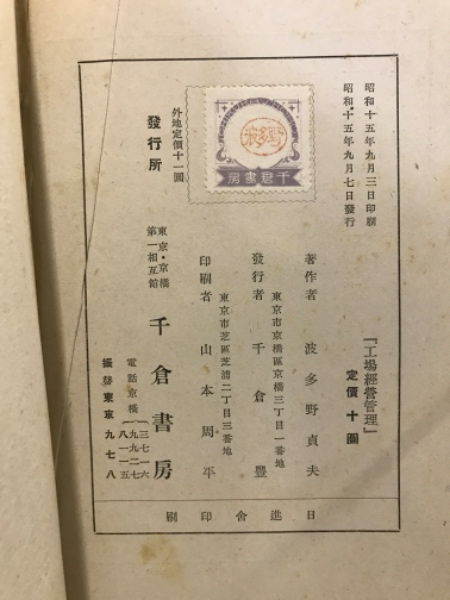 昭和十五年九月三日印刷
昭和十五年九月七日發行
『工場經營管理』
定價十圓
著作者 波多野貞夫
東京市京橋區京橋三丁目一番地
發行者 千倉豐
東京市芝區芝浦二丁目三番地
印刷者 山本周平
千倉書房
外地定價十一圓
發行所
東京・京橋
第一相互館
千倉書房
電話京橋
三七一六
九九二七
八一一五
振替東京九七八
日進舍印刷